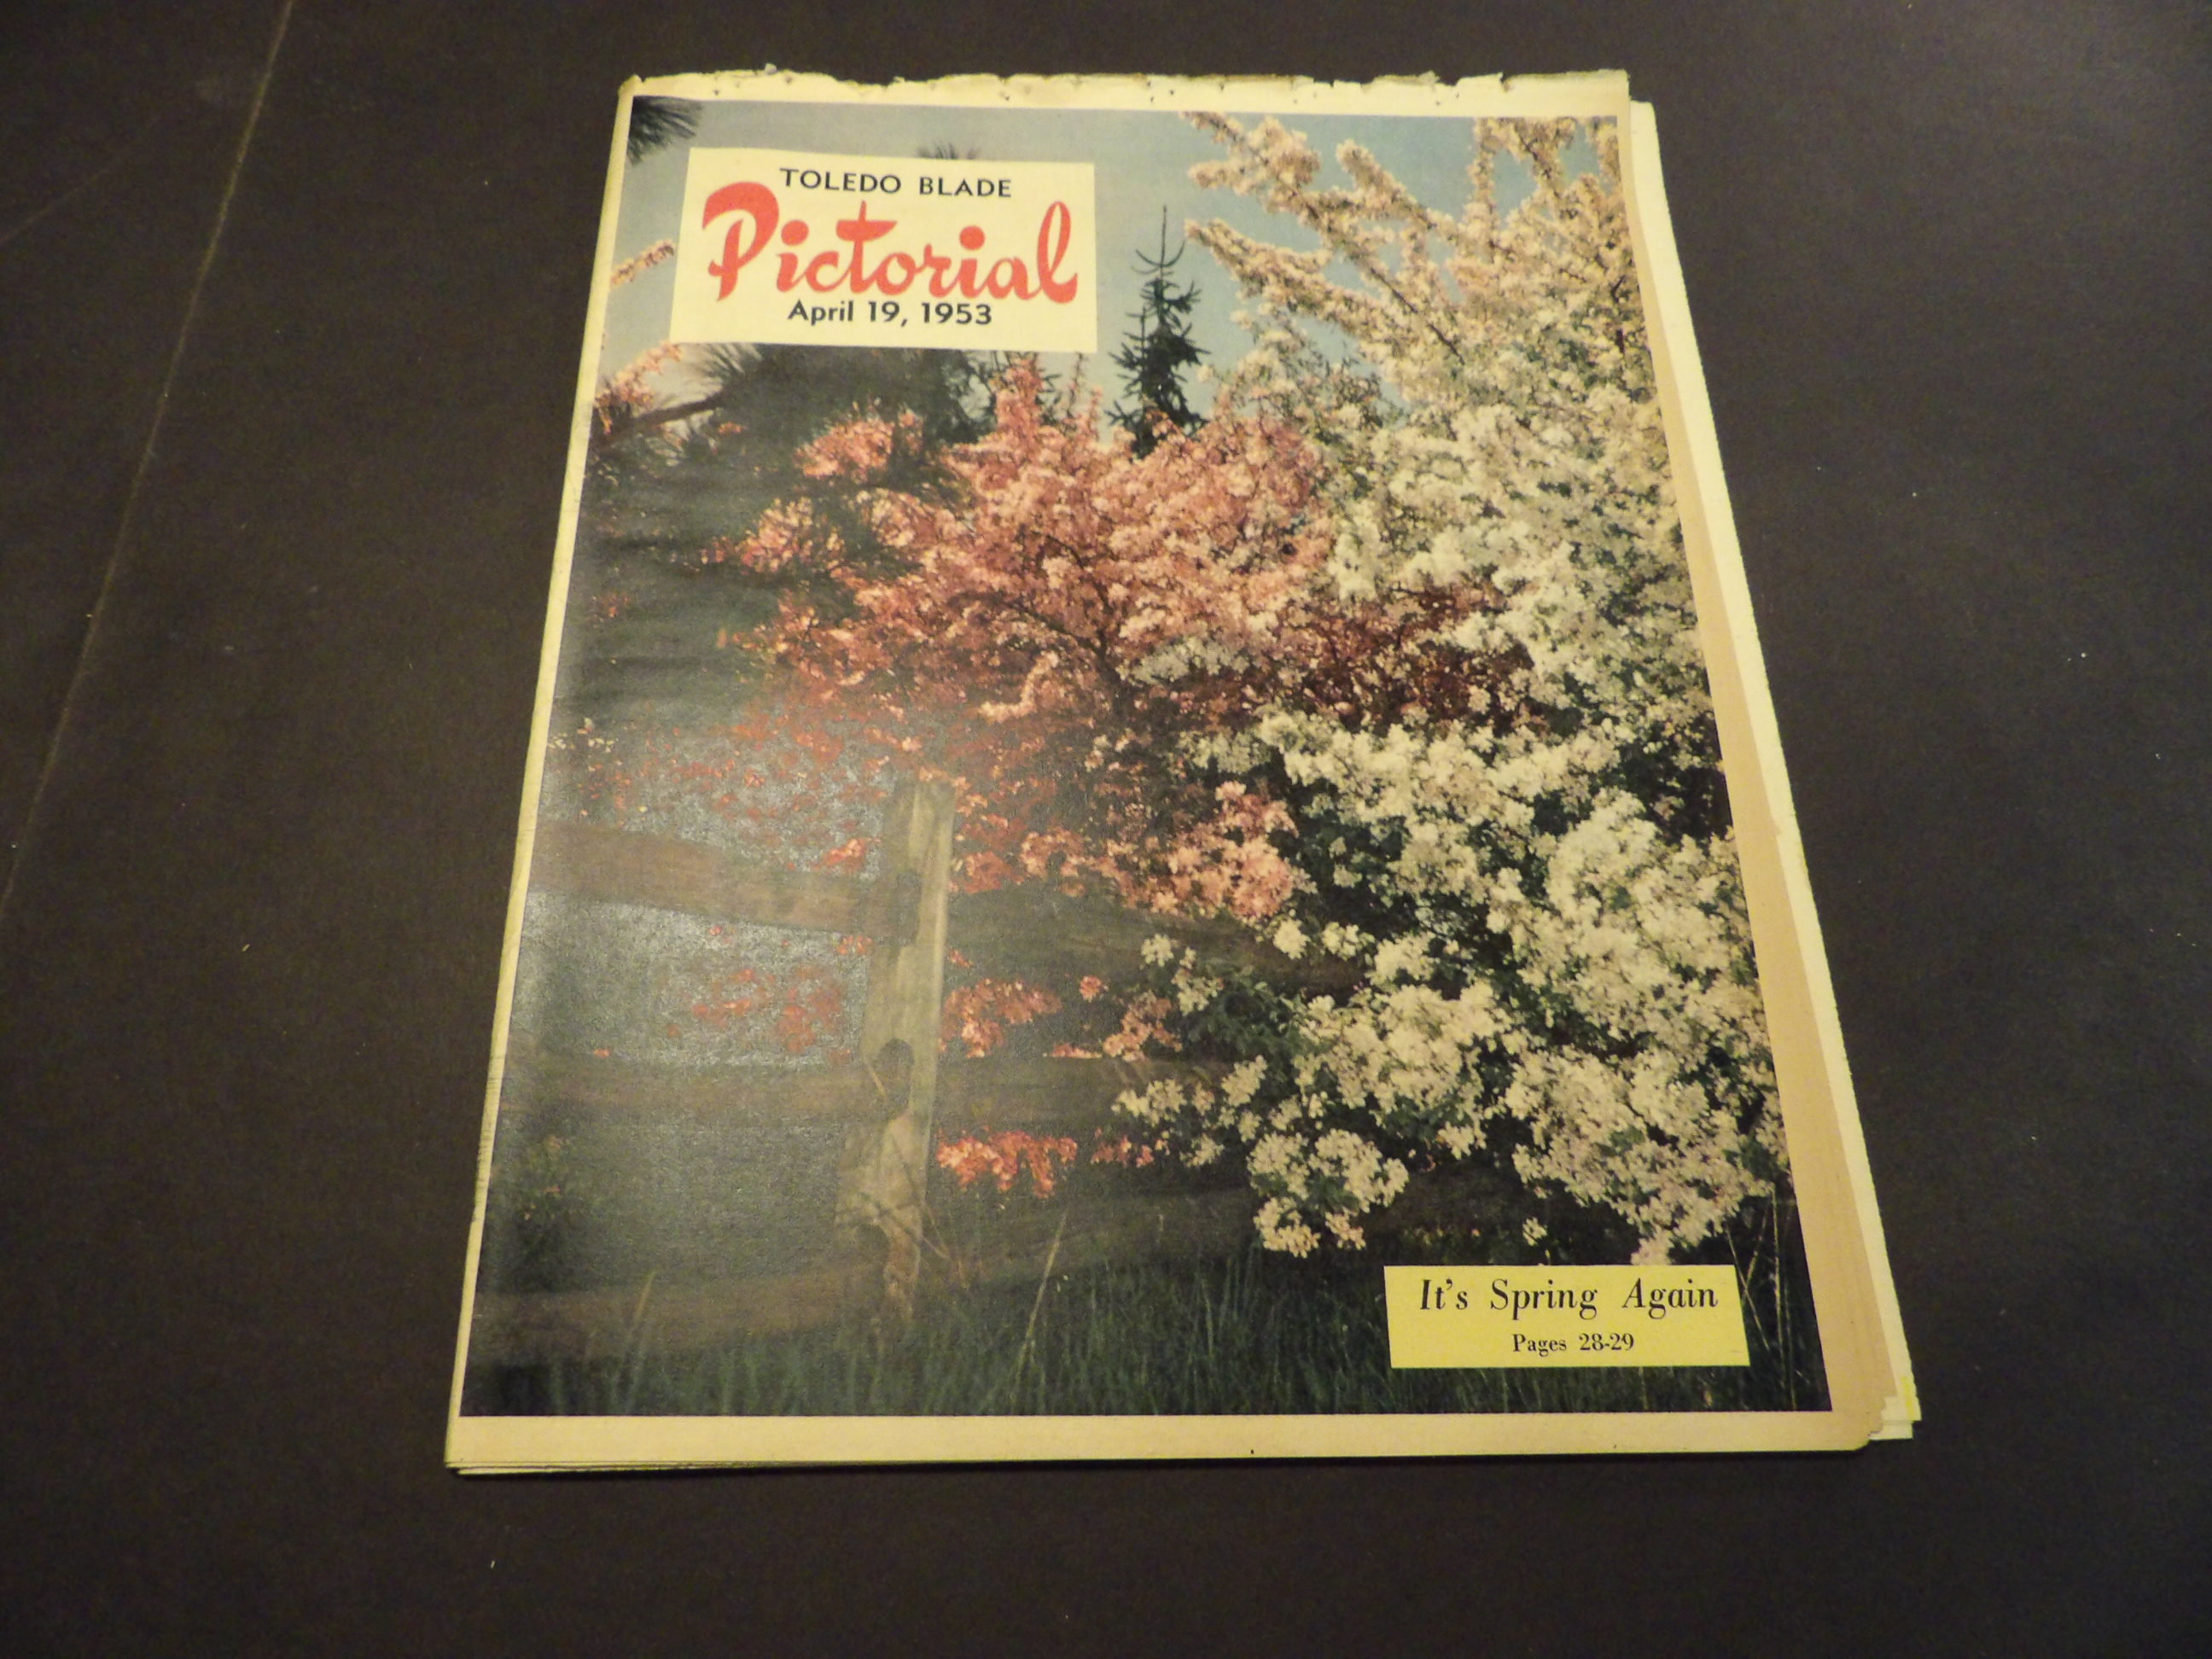 TOLEDO BLADE
Pictorial
April 19, 1953
It's Spring Again
Pages 28-29